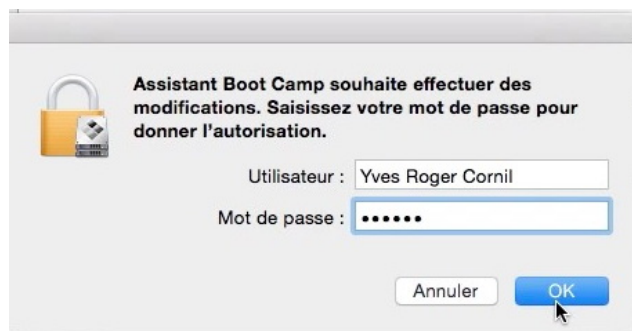 Assistant Boot Camp souhaite effectuer des
modifications. Saisissez votre mot de passe pour
donner l'autorisation.
Utilisateur : Yves Roger Cornil
Mot de passe : ••••••
Annuler OK